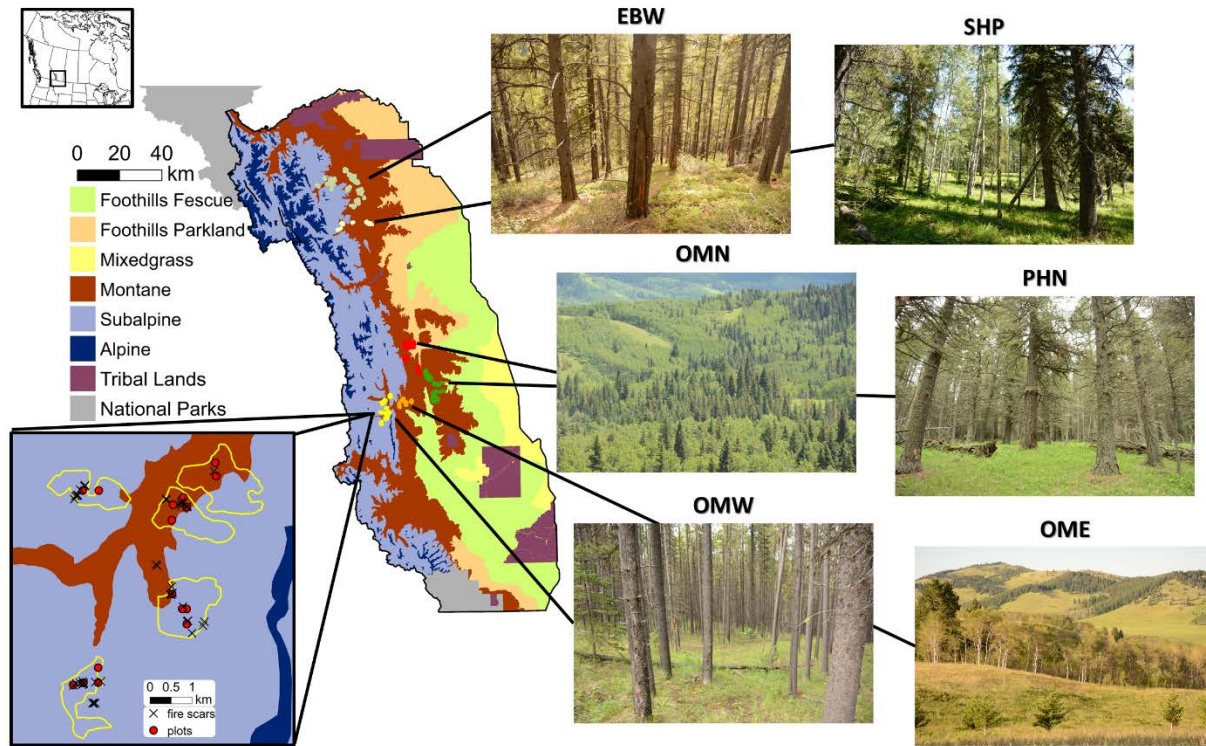 EBW
SHP
0 20 40
km
Foothills Fescue
Foothills Parkland
Mixedgrass
Montane
Subalpine
Alpine
Tribal Lands
National Parks
OMN
PHN
OMW
OME
0 0.5 1
km
fire scars
plots